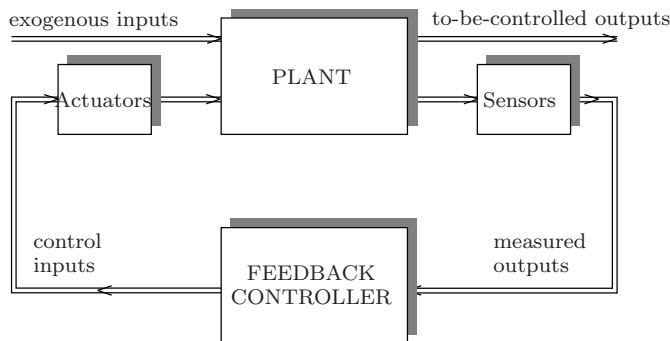 exogenous inputs
to-be-controlled outputs
PLANT
Actuators
Sensors
control
inputs
measured
outputs
FEEDBACK
CONTROLLER